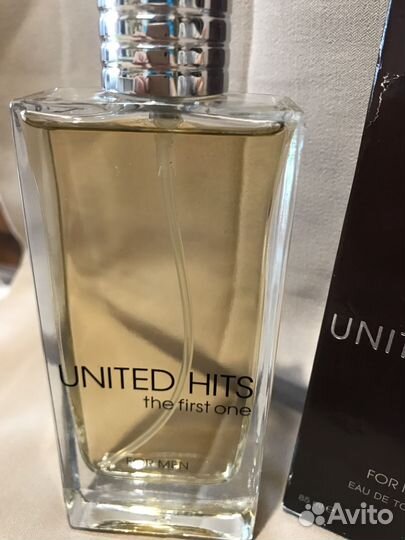 UNITED HITS
the first one
FOR MEN
UNIT
FOR
EAU DE TO
Avito